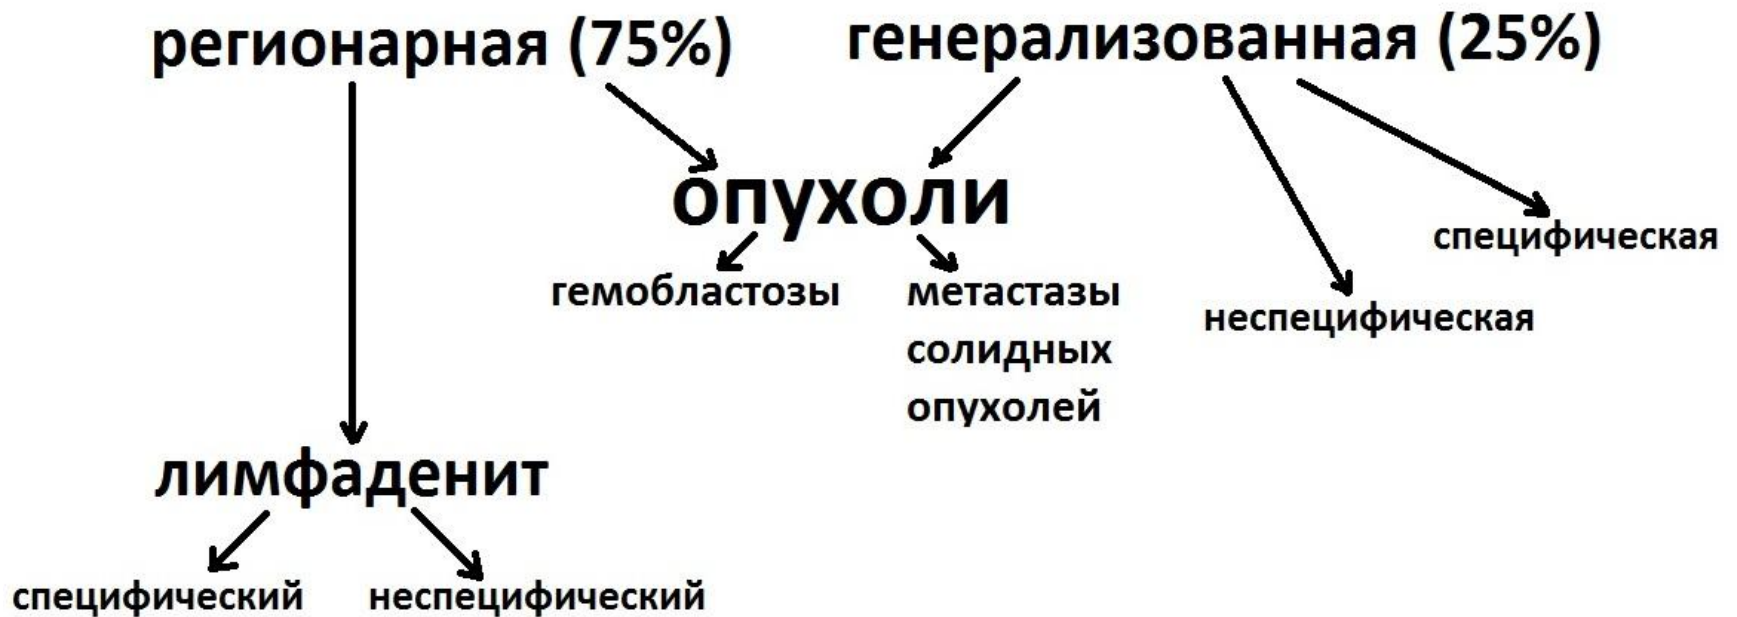 регионарная (75%)
генерализованная (25%)
опухоли
специфическая
гемобластозы
метастазы
солидных
опухолей
неспецифическая
лимфаденит
специфический
неспецифический